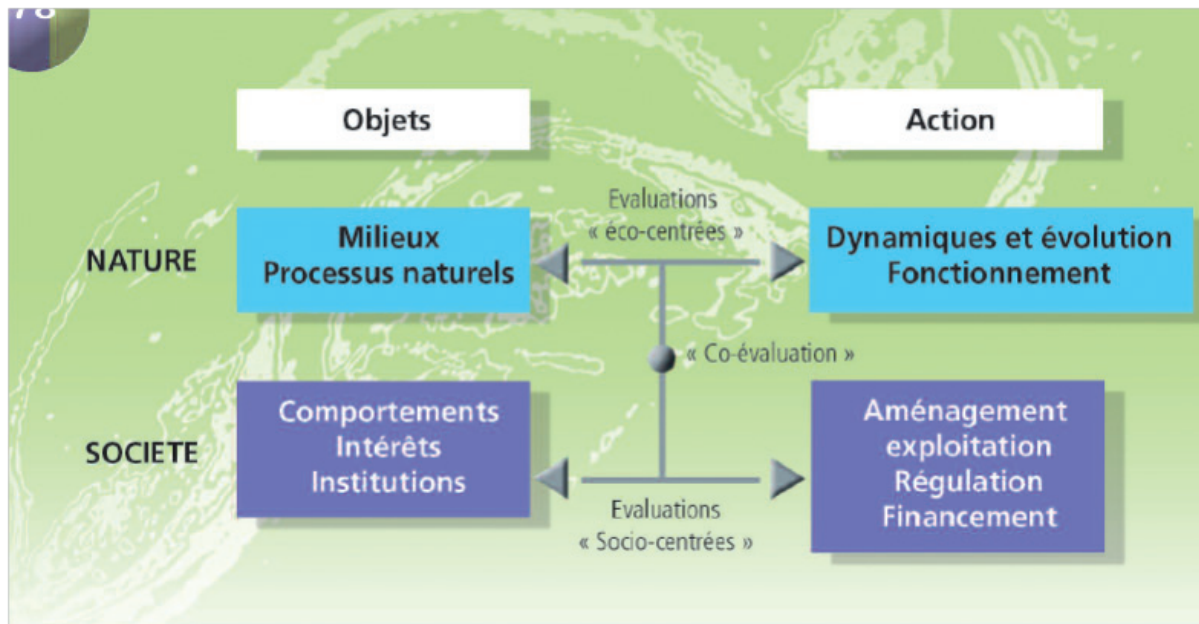 78
Objets
Action
Evaluations
« éco-centrées »
NATURE
Milieux
Processus naturels
Dynamiques et évolution
Fonctionnement
« Co-évaluation »
SOCIETE
Comportements
Intérêts
Institutions
Aménagement
exploitation
Régulation
Financement
Evaluations
« Socio-centrées »